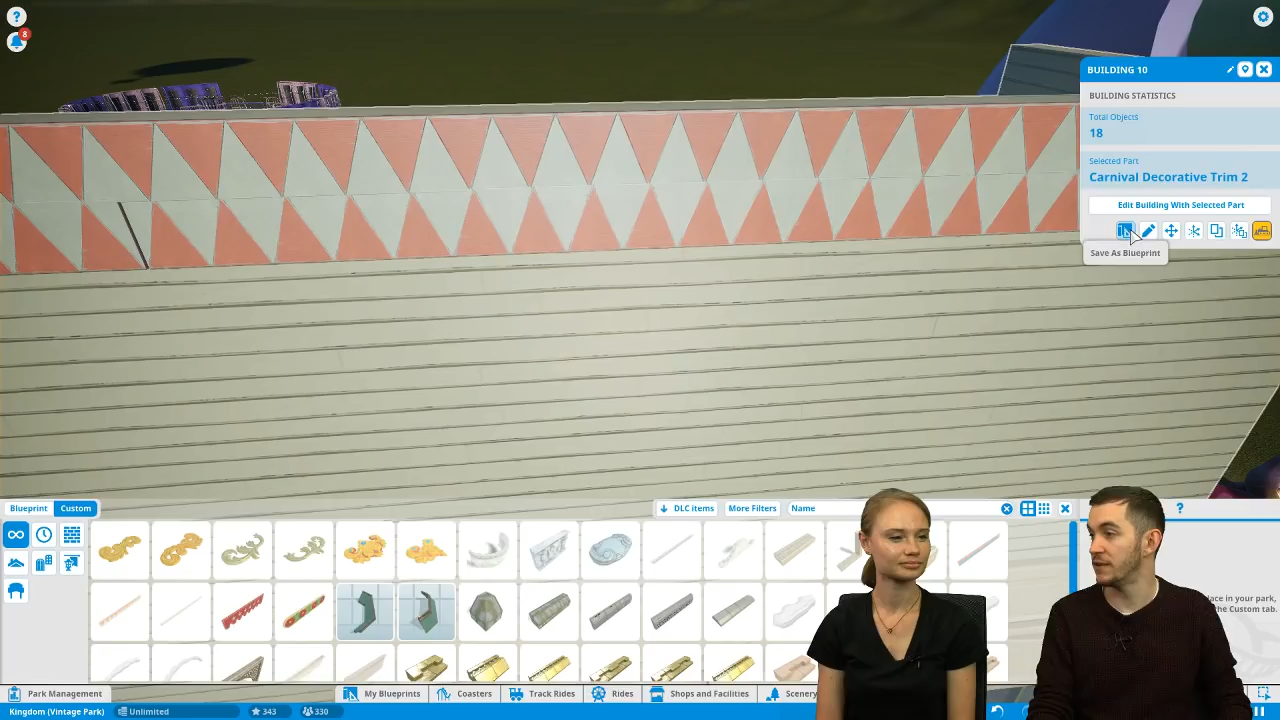 ?
8
BUILDING 10
BUILDING STATISTICS
Total Objects
18
Selected Part
Carnival Decorative Trim 2
Edit Building With Selected Part
Save As Blueprint
Blueprint
Custom
DLC items
More Filters
Name
?
lace in your park,
the Custom tab.
Park Management
My Blueprints
Coasters
Track Rides
Rides
Shops and Facilities
Scenery
Kingdom (Vintage Park)
Unlimited
343
330